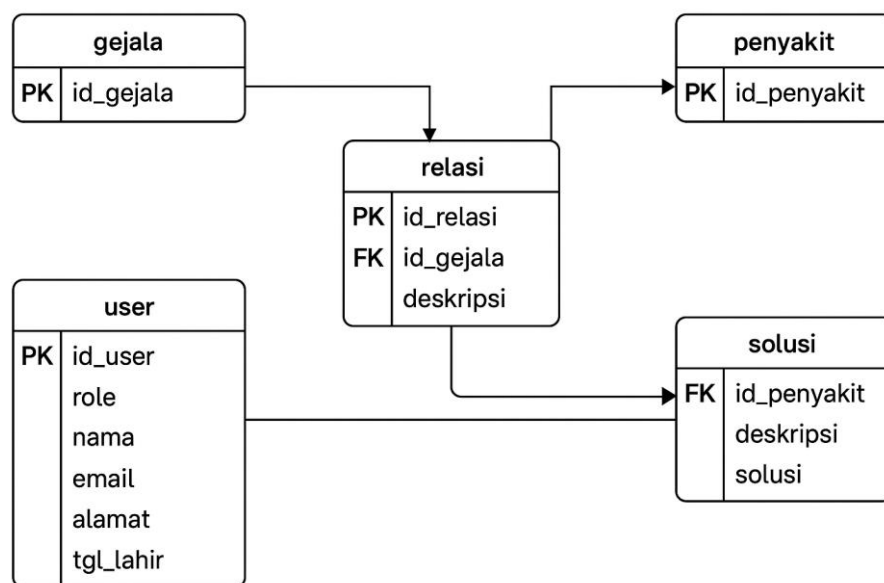 gejala
PK id_gejala
penyakit
PK id_penyakit
relasi
PK id_relasi
FK id_gejala
deskripsi
user
PK id_user
role
nama
email
alamat
tgl_lahir
solusi
FK id_penyakit
deskripsi
solusi